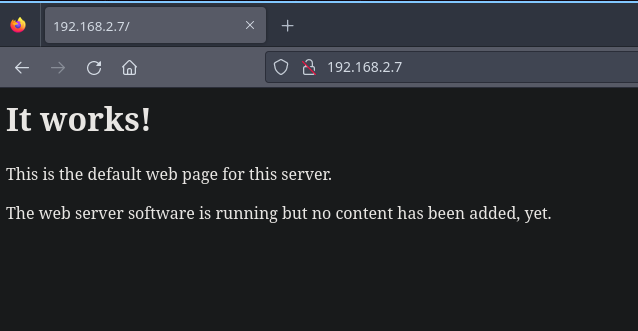 192.168.2.7/
192.168.2.7
It works!
This is the default web page for this server.
The web server software is running but no content has been added, yet.